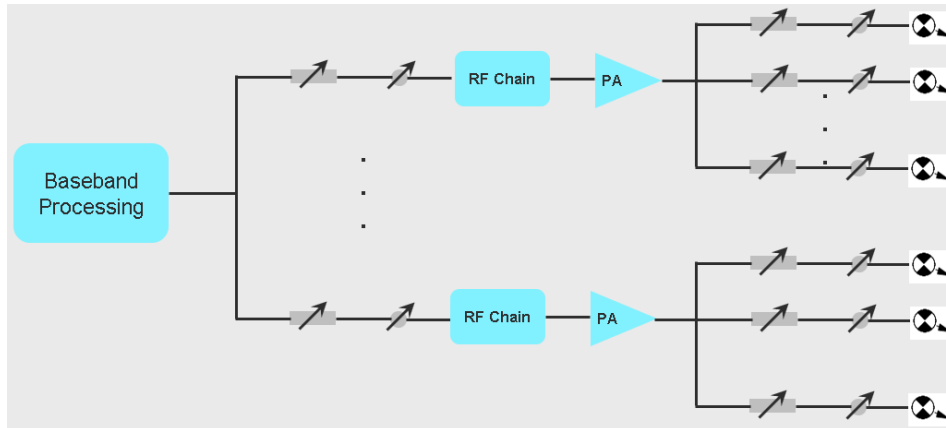 RF Chain
PA
Baseband
Processing
RF Chain
PA